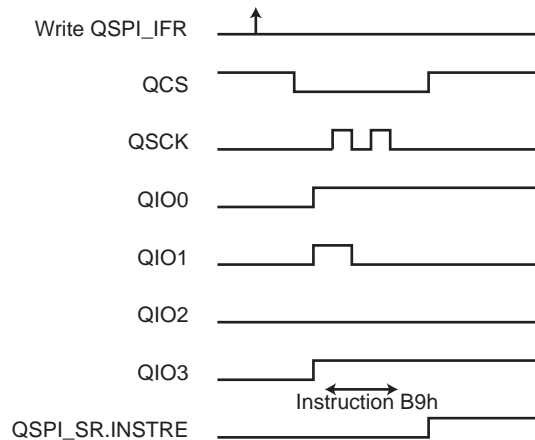 Write QSPI_IFR
QCS
QSCK
QIO0
QIO1
QIO2
QIO3
Instruction B9h
QSPI_SR.INSTRE